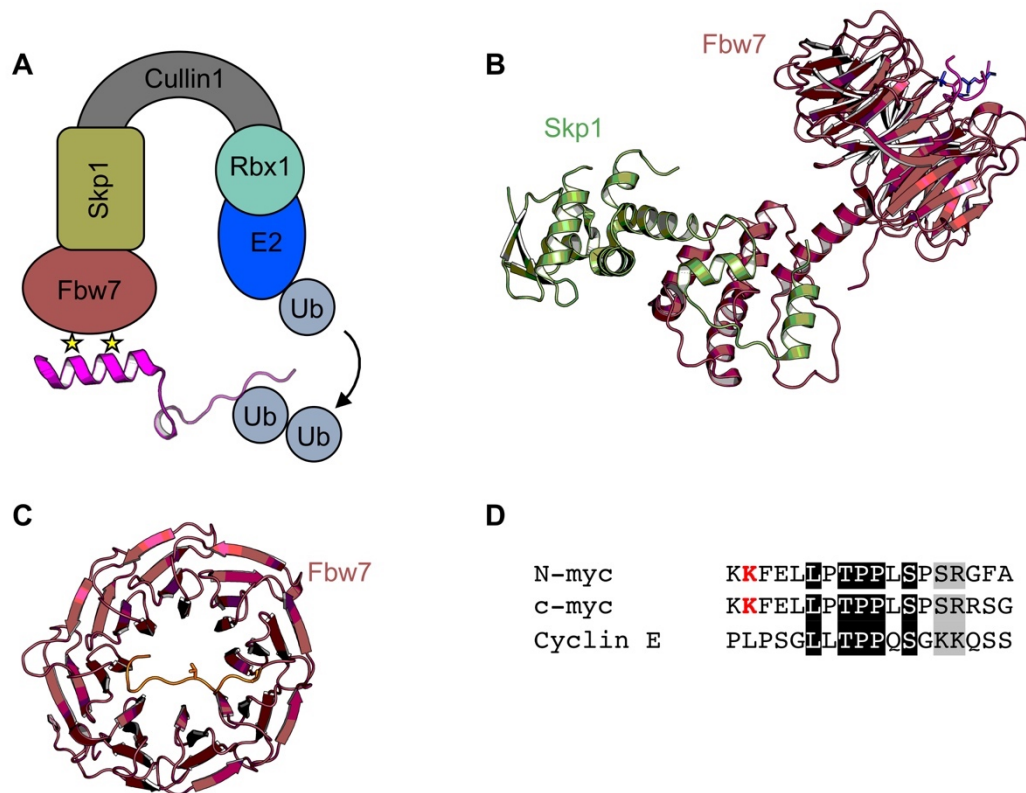 A
Cullin1
Skp1
Rbx1
E2
Fbw7
Ub
Ub
Ub
B
Fbw7
Skp1
C
Fbw7
D
N-myc KKFELLPTPPLSPSRGFA
c-myc KKFELLPTPPLSPSRRSG
Cyclin E PLPSGLLTPPQSGKKQSS